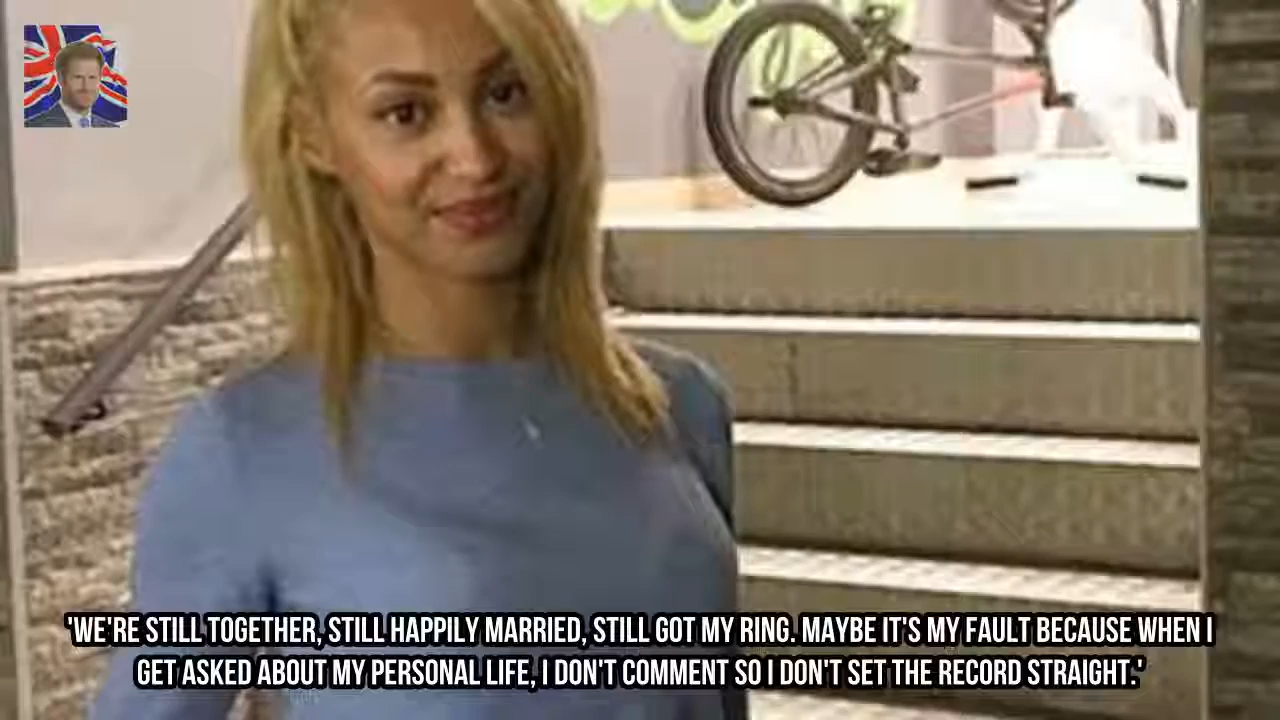 'WE'RE STILL TOGETHER, STILL HAPPILY MARRIED, STILL GOT MY RING. MAYBE IT'S MY FAULT BECAUSE WHEN I
GET ASKED ABOUT MY PERSONAL LIFE, I DON'T COMMENT SO I DON'T SET THE RECORD STRAIGHT.'